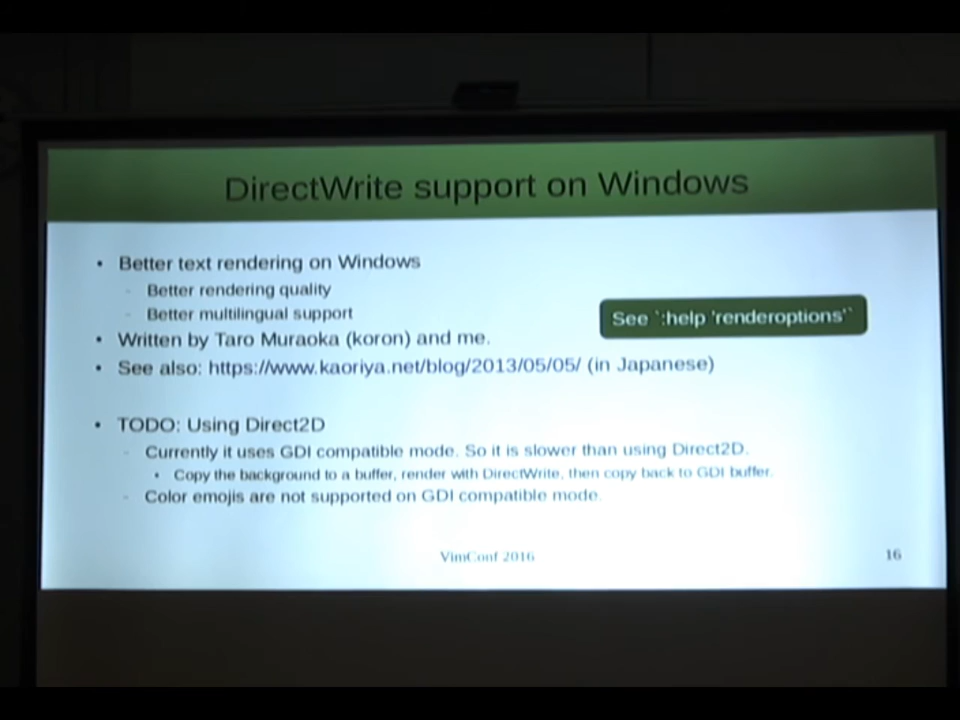 DirectWrite support on Windows
• Better text rendering on Windows
- Better rendering quality
- Better multilingual support
See `:help 'renderoptions'`
• Written by Taro Muraoka (koron) and me.
• See also: https://www.kaoriya.net/blog/2013/05/05/ (in Japanese)
• TODO: Using Direct2D
- Currently it uses GDI compatible mode. So it is slower than using Direct2D.
• Copy the background to a buffer, render with DirectWrite, then copy back to GDI buffer.
- Color emojis are not supported on GDI compatible mode.
VimConf 2016
16